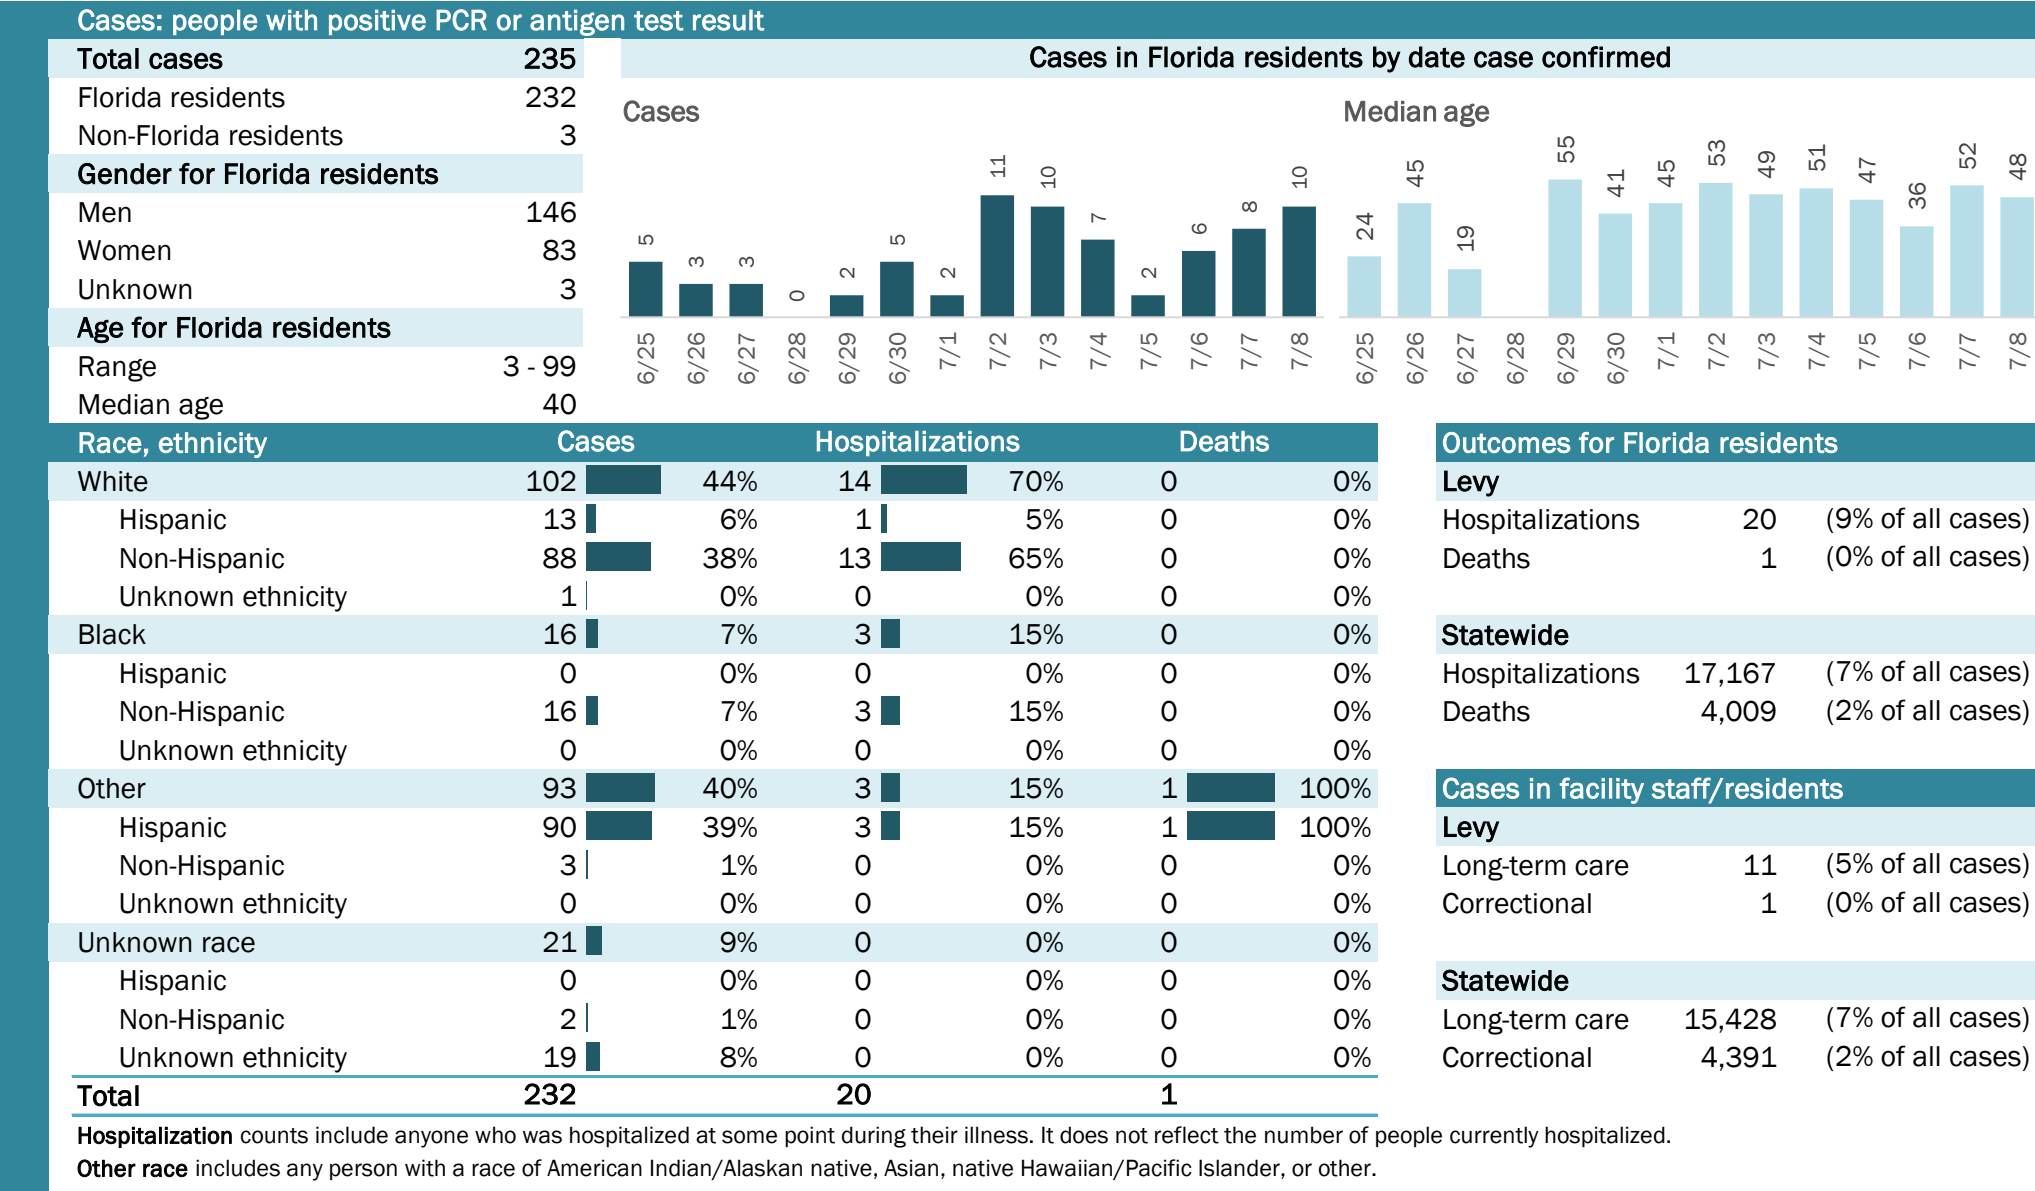 Cases: people with positive PCR or antigen test result
Total cases 235
Florida residents 232
Non-Florida residents 3
Gender for Florida residents
Men 146
Women 83
Unknown 3
Age for Florida residents
Range 3 - 99
Median age 40
Cases in Florida residents by date case confirmed
Cases
5 3 3 0 2 5 2 11 10 7 2 6 8 10
6/25 6/26 6/27 6/28 6/29 6/30 7/1 7/2 7/3 7/4 7/5 7/6 7/7 7/8
Median age
24 45 19 55 41 45 53 49 51 47 36 52 48
6/25 6/26 6/27 6/28 6/29 6/30 7/1 7/2 7/3 7/4 7/5 7/6 7/7 7/8
Race, ethnicity Cases Hospitalizations Deaths
White 102 44% 14 70% 0 0%
Hispanic 13 6% 1 5% 0 0%
Non-Hispanic 88 38% 13 65% 0 0%
Unknown ethnicity 1 0% 0 0% 0 0%
Black 16 7% 3 15% 0 0%
Hispanic 0 0% 0 0% 0 0%
Non-Hispanic 16 7% 3 15% 0 0%
Unknown ethnicity 0 0% 0 0% 0 0%
Other 93 40% 3 15% 1 100%
Hispanic 90 39% 3 15% 1 100%
Non-Hispanic 3 1% 0 0% 0 0%
Unknown ethnicity 0 0% 0 0% 0 0%
Unknown race 21 9% 0 0% 0 0%
Hispanic 0 0% 0 0% 0 0%
Non-Hispanic 2 1% 0 0% 0 0%
Unknown ethnicity 19 8% 0 0% 0 0%
Total 232 20 1
Outcomes for Florida residents
Levy
Hospitalizations 20 (9% of all cases)
Deaths 1 (0% of all cases)
Statewide
Hospitalizations 17,167 (7% of all cases)
Deaths 4,009 (2% of all cases)
Cases in facility staff/residents
Levy
Long-term care 11 (5% of all cases)
Correctional 1 (0% of all cases)
Statewide
Long-term care 15,428 (7% of all cases)
Correctional 4,391 (2% of all cases)
Hospitalization counts include anyone who was hospitalized at some point during their illness. It does not reflect the number of people currently hospitalized.
Other race includes any person with a race of American Indian/Alaskan native, Asian, native Hawaiian/Pacific Islander, or other.